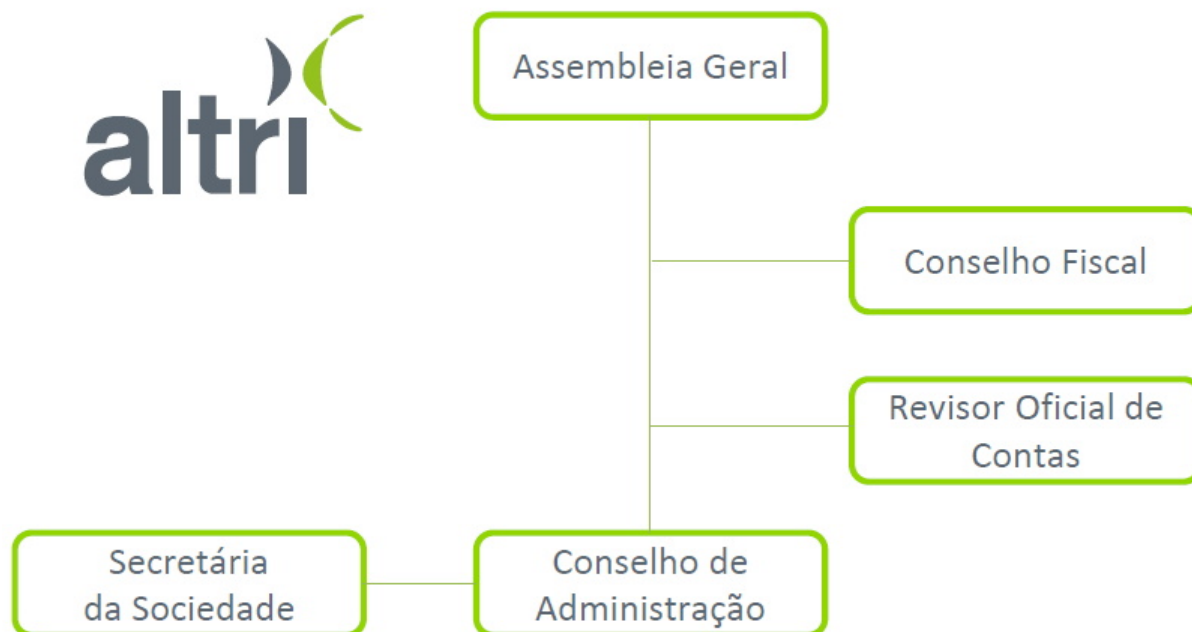 altri
Assembleia Geral
Conselho Fiscal
Revisor Oficial de
Contas
Secretária
da Sociedade
Conselho de
Administração